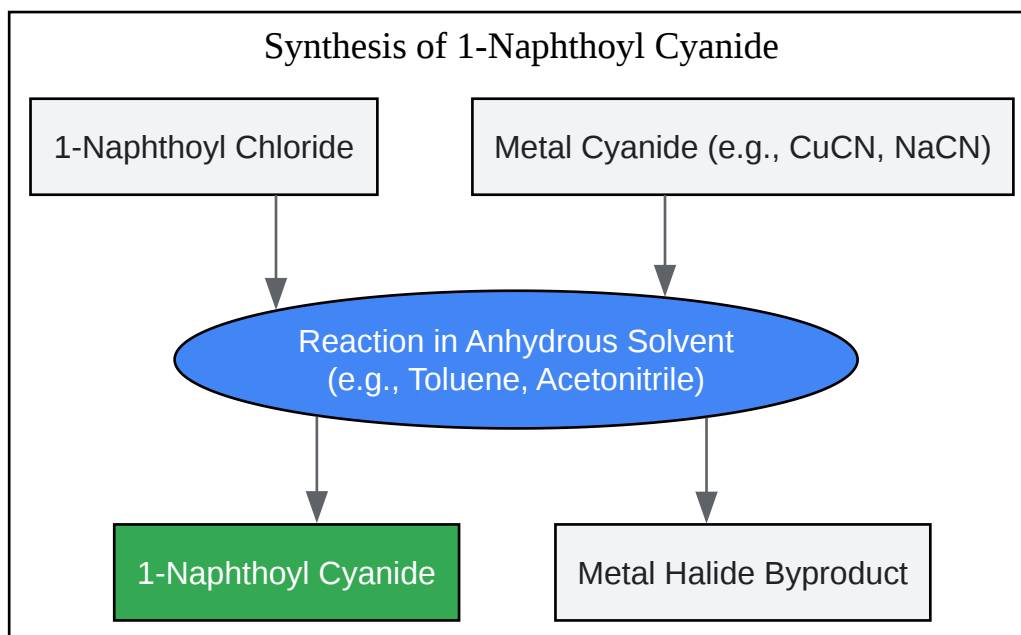 Synthesis of 1-Naphthoyl Cyanide
1-Naphthoyl Chloride
Metal Cyanide (e.g., CuCN, NaCN)
Reaction in Anhydrous Solvent
(e.g., Toluene, Acetonitrile)
1-Naphthoyl Cyanide
Metal Halide Byproduct